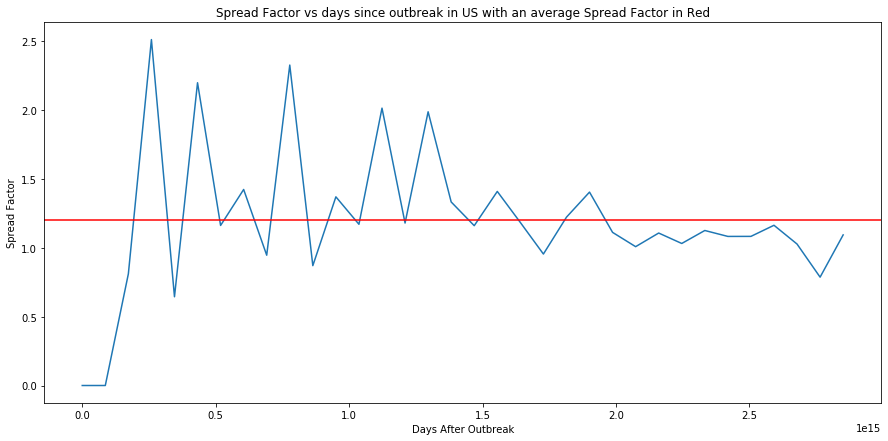 Spread Factor vs days since outbreak in US with an average Spread Factor in Red
2.5
2.0
1.5
1.0
0.5
0.0
Spread Factor
0.0 0.5 1.0 1.5 2.0 2.5
1e15
Days After Outbreak